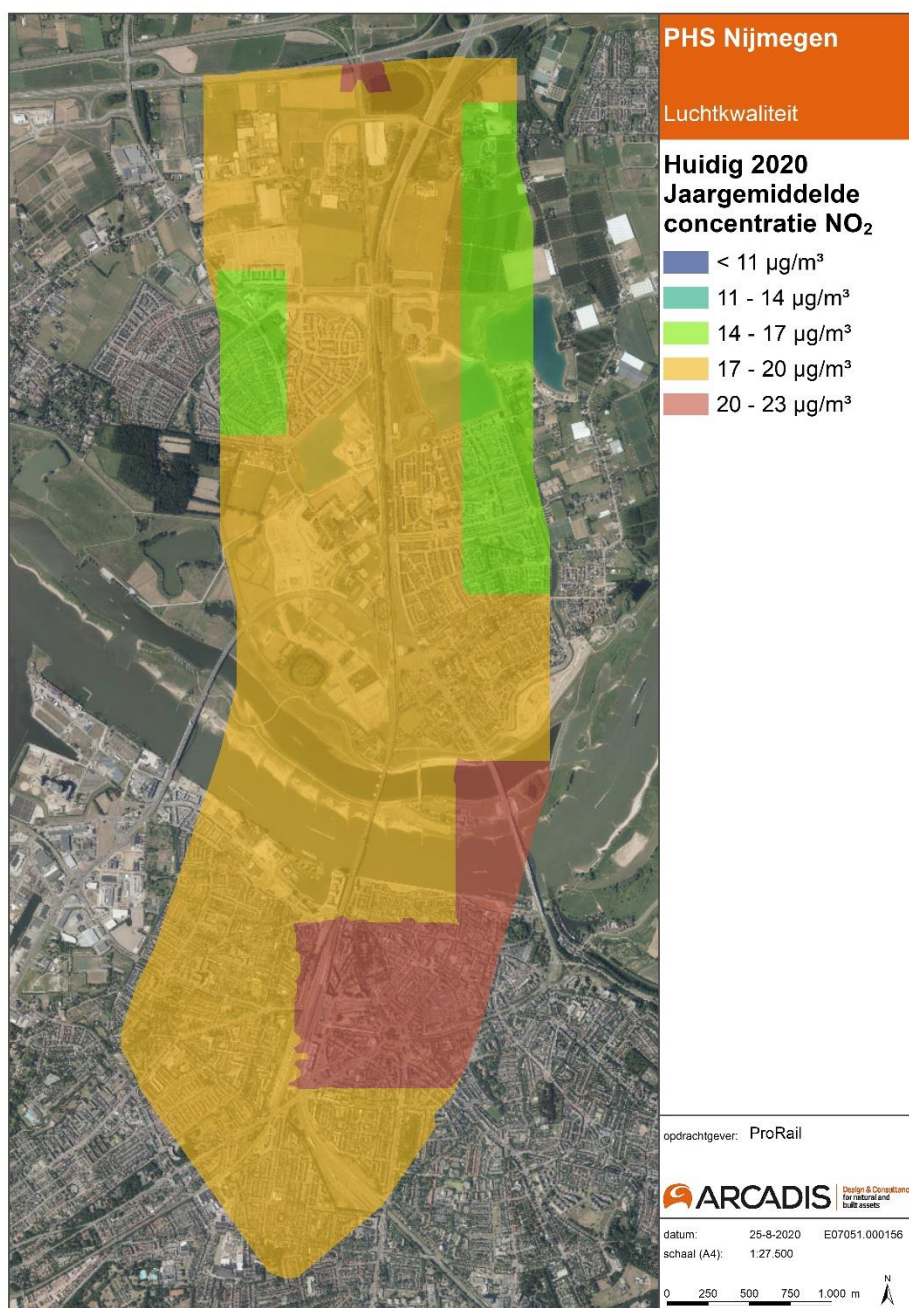 PHS Nijmegen
Luchtkwaliteit
Huidig 2020
Jaargemiddelde
concentratie NO₂
< 11 µg/m³
11 - 14 µg/m³
14 - 17 µg/m³
17 - 20 µg/m³
20 - 23 µg/m³
opdrachtgever: ProRail
ARCADIS
Design & Consultancy
for natural and
built assets
datum: 25-8-2020 E07051.000156
schaal (A4): 1:27.500
N
0 250 500 750 1.000 m